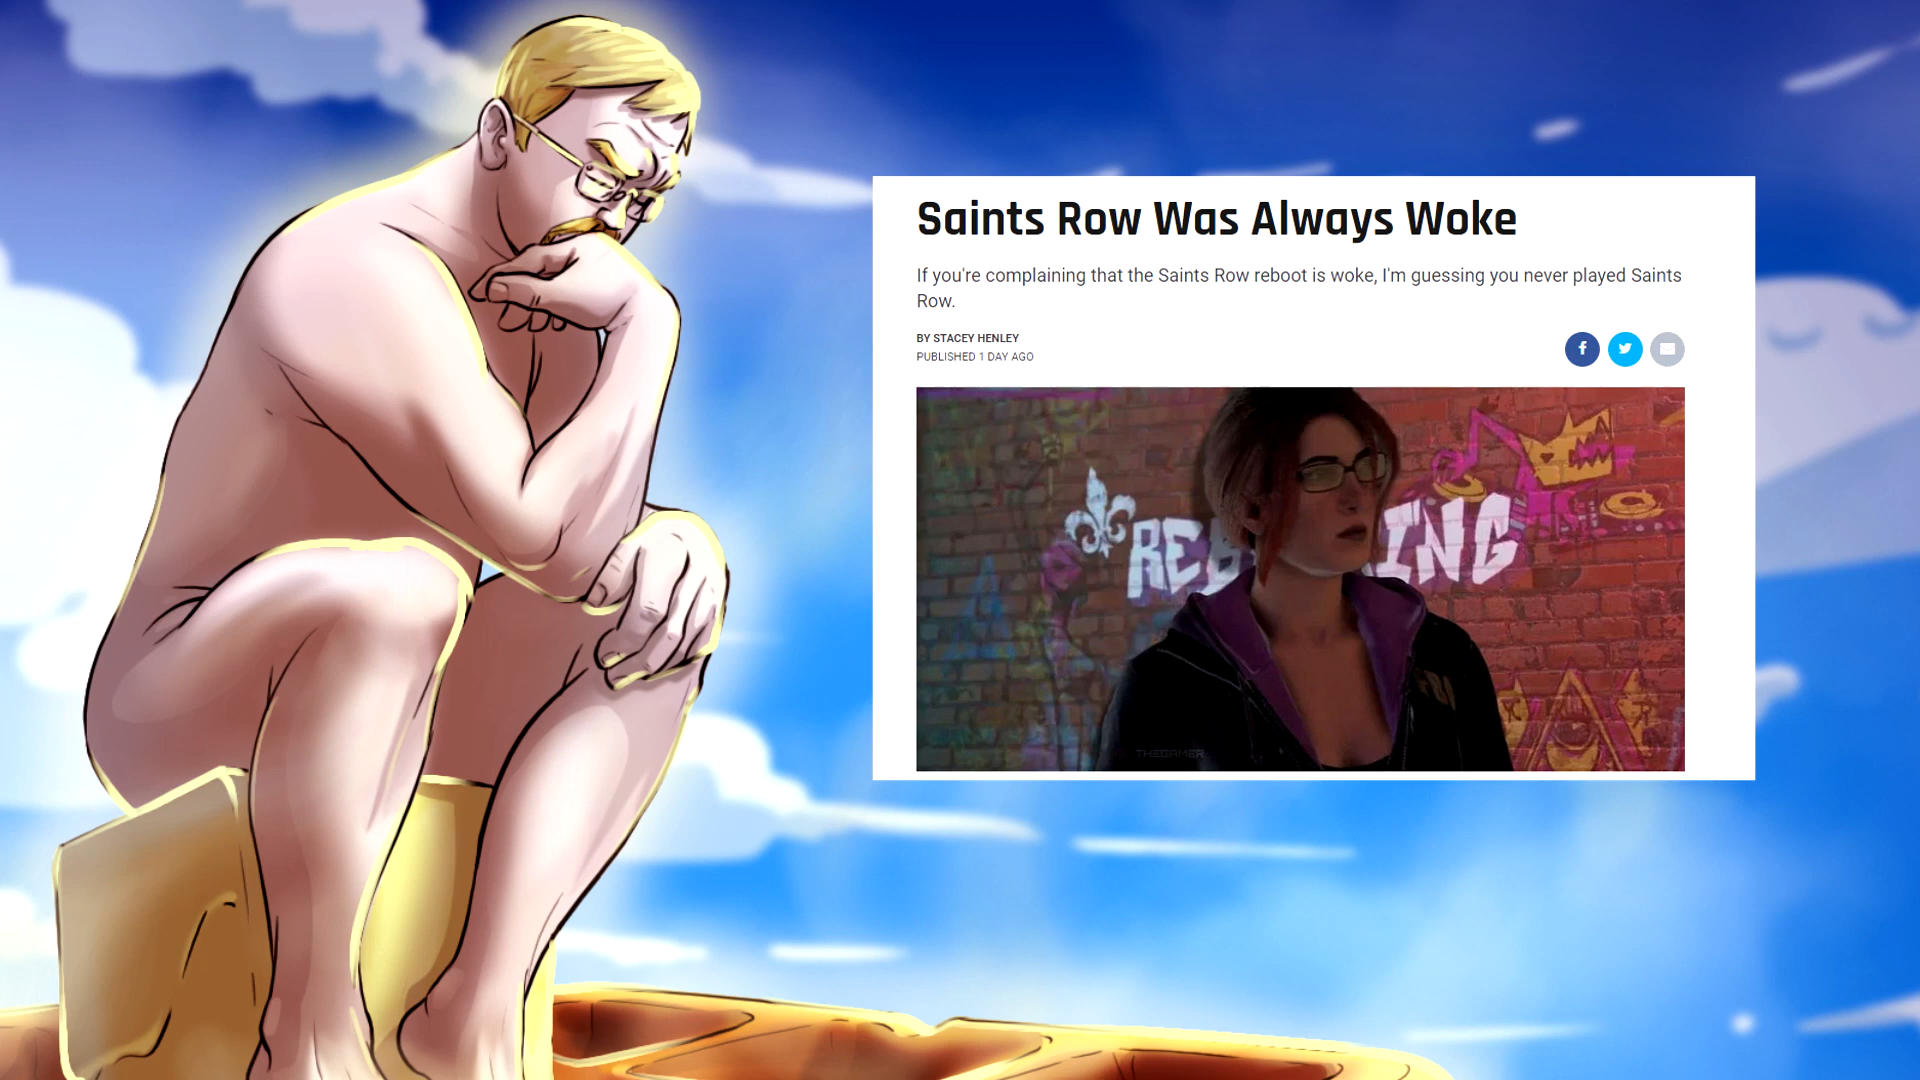 Saints Row Was Always Woke
If you're complaining that the Saints Row reboot is woke, I'm guessing you never played Saints
Row.
BY STACEY HENLEY
PUBLISHED 1 DAY AGO
THEGAMER